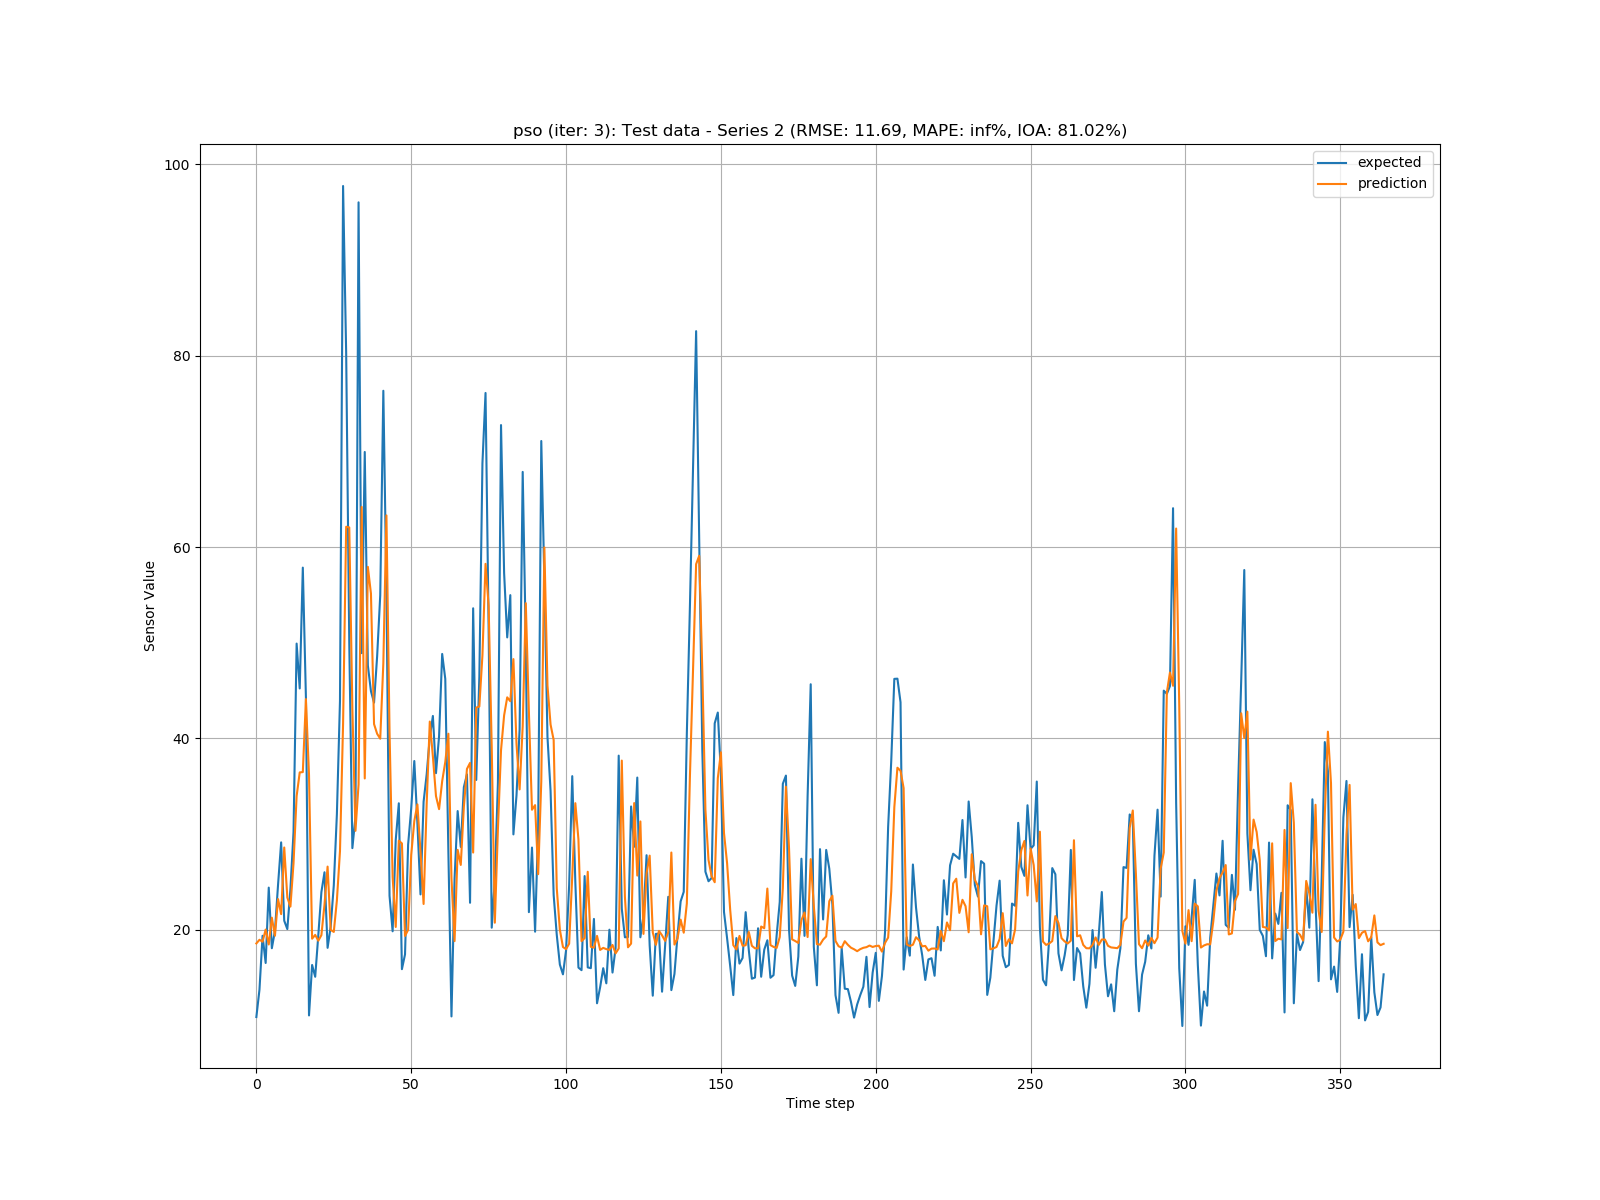 pso (iter: 3): Test data - Series 2 (RMSE: 11.69, MAPE: inf%, IOA: 81.02%)
expected
prediction
100
80
60
40
20
Sensor Value
0 50 100 150 200 250 300 350
Time step